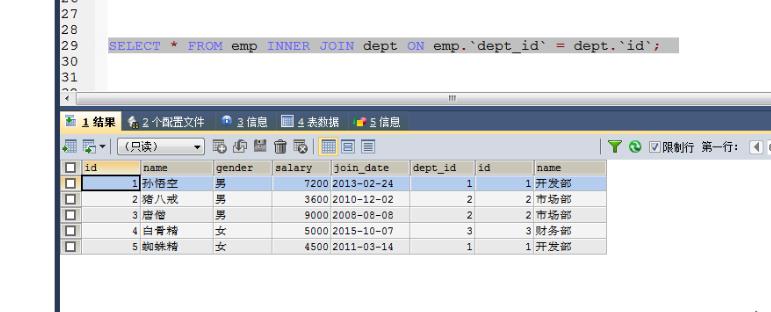 27
28
29 SELECT * FROM emp INNER JOIN dept ON emp.`dept_id` = dept.`id`;
30
31
1 结果 2 个配置文件 3 信息 4 表数据 5 信息
(只读) 限制行 第一行:
id name gender salary join_date dept_id id name
1 孙悟空 男 7200 2013-02-24 1 1 开发部
2 猪八戒 男 3600 2010-12-02 2 2 市场部
3 唐僧 男 9000 2008-08-08 2 2 市场部
4 白骨精 女 5000 2015-10-07 3 3 财务部
5 蜘蛛精 女 4500 2011-03-14 1 1 开发部